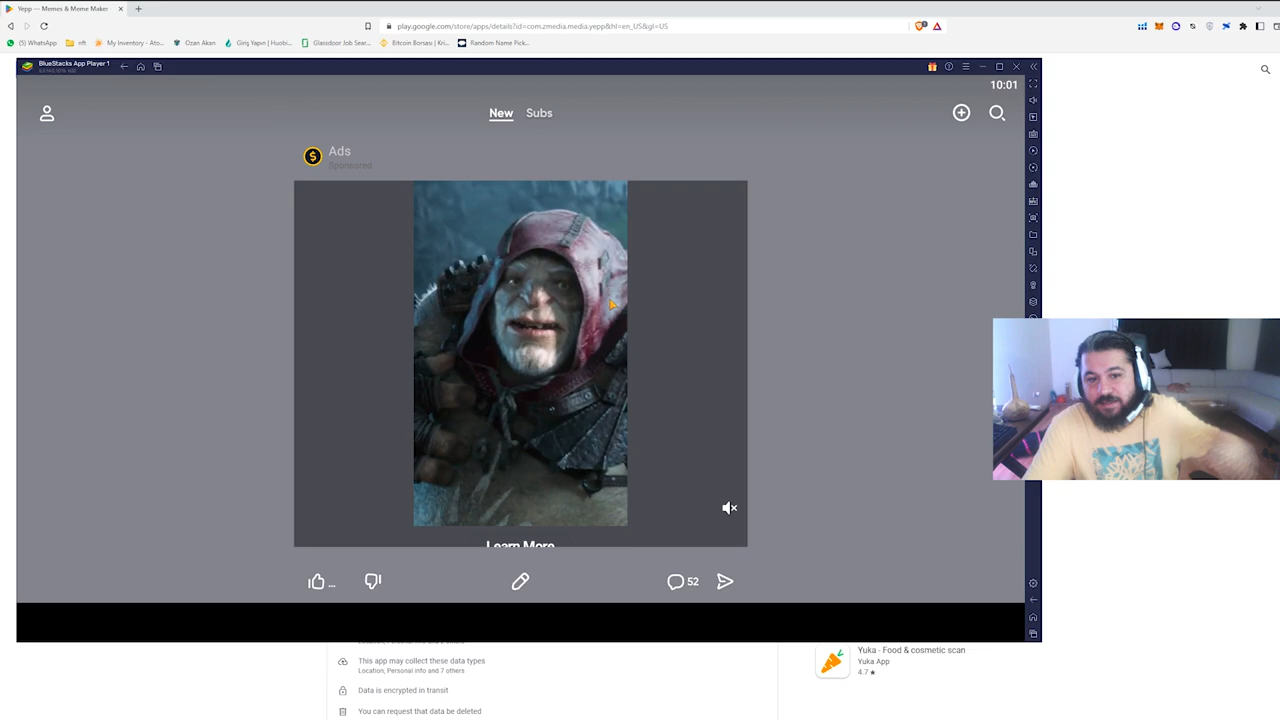 Yepp — Memes & Meme Maker
play.google.com/store/apps/details?id=com.zmedia.media.yepp&hl=en_US&gl=US
(5) WhatsApp
nft
My Inventory - Ato...
Ozan Akan
Giriş Yapın | Huobi...
Glassdoor Job Sear...
Bitcoin Borsası | Kri...
Random Name Pick...
BlueStacks App Player 1
10:01
New
Subs
Ads
Sponsored
Learn More
...
52
This app may collect these data types
Location, Personal info and 7 others
Data is encrypted in transit
You can request that data be deleted
Yuka - Food & cosmetic scan
Yuka App
4.7 ★